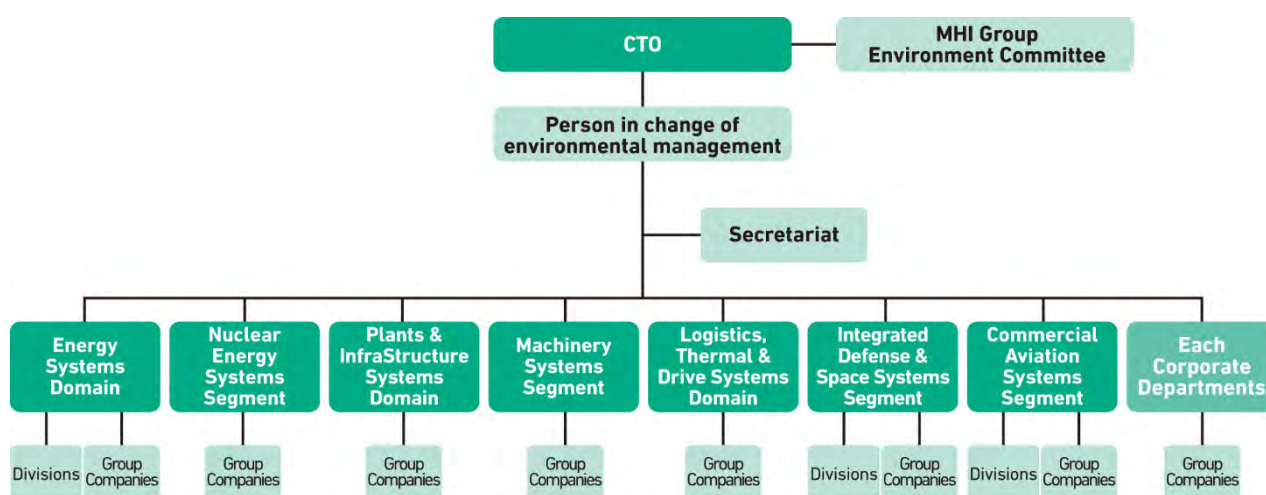 CTO
MHI Group
Environment Committee
Person in change of
environmental management
Secretariat
Energy
Systems
Domain
Nuclear
Energy
Systems
Segment
Plants &
InfraStructure
Systems
Domain
Machinery
Systems
Segment
Logistics,
Thermal &
Drive Systems
Domain
Integrated
Defense &
Space Systems
Segment
Commercial
Aviation
Systems
Segment
Each
Corporate
Departments
Divisions
Group
Companies
Group
Companies
Group
Companies
Group
Companies
Group
Companies
Divisions
Group
Companies
Divisions
Group
Companies
Group
Companies